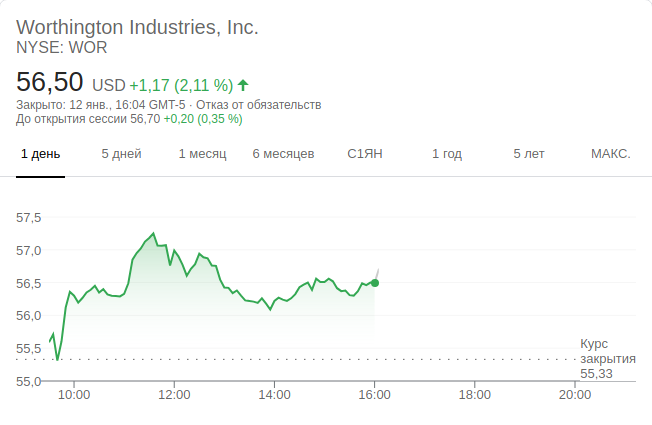 Worthington Industries, Inc.
NYSE: WOR
56,50 USD +1,17 (2,11 %)
Закрыто: 12 янв., 16:04 GMT-5 · Отказ от обязательств
До открытия сессии 56,70 +0,20 (0,35 %)
1 день 5 дней 1 месяц 6 месяцев С1ЯН 1 год 5 лет МАКС.
57,5
57,0
56,5
56,0
55,5
55,0
Курс
закрытия
55,33
10:00 12:00 14:00 16:00 18:00 20:00